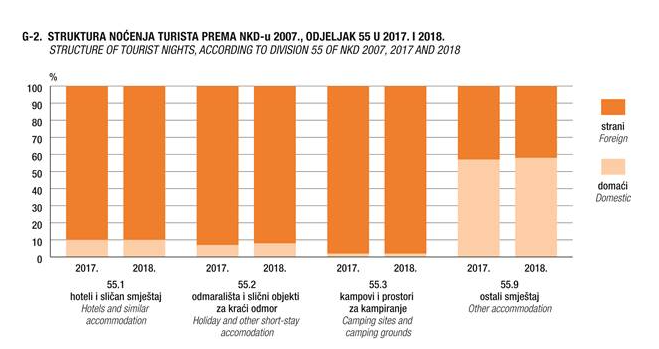 G-2. STRUKTURA NOĆENJA TURISTA PREMA NKD-u 2007., ODJELJAK 55 U 2017. I 2018.
STRUCTURE OF TOURIST NIGHTS, ACCORDING TO DIVISION 55 OF NKD 2007, 2017 AND 2018
%
100
90
80
70
60
50
40
30
20
10
0
strani
Foreign
domaći
Domestic
2017. 2018. 2017. 2018. 2017. 2018. 2017. 2018.
55.1
hoteli i sličan smještaj
Hotels and similar
accommodation
55.2
odmarališta i slični objekti
za kraći odmor
Holiday and other short-stay
accomodation
55.3
kampovi i prostori
za kampiranje
Camping sites and
camping grounds
55.9
ostali smještaj
Other accommodation